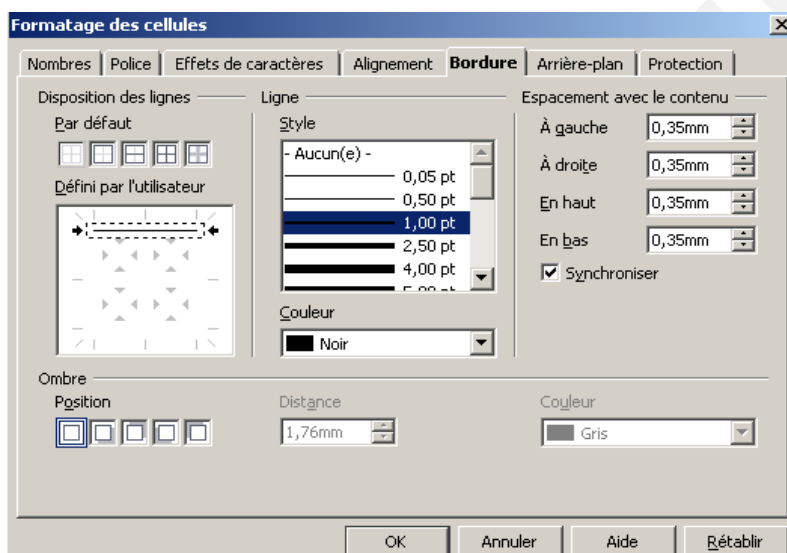 Formatage des cellules
Nombres Police Effets de caractères Alignement Bordure Arrière-plan Protection
Disposition des lignes
Par défaut
Défini par l'utilisateur
Ligne
Style
- Aucun(e) -
0,05 pt
0,50 pt
1,00 pt
2,50 pt
4,00 pt
Couleur
Noir
Espacement avec le contenu
À gauche 0,35mm
À droite 0,35mm
En haut 0,35mm
En bas 0,35mm
Synchroniser
Ombre
Position
Distance
1,76mm
Couleur
Gris
OK Annuler Aide Rétablir